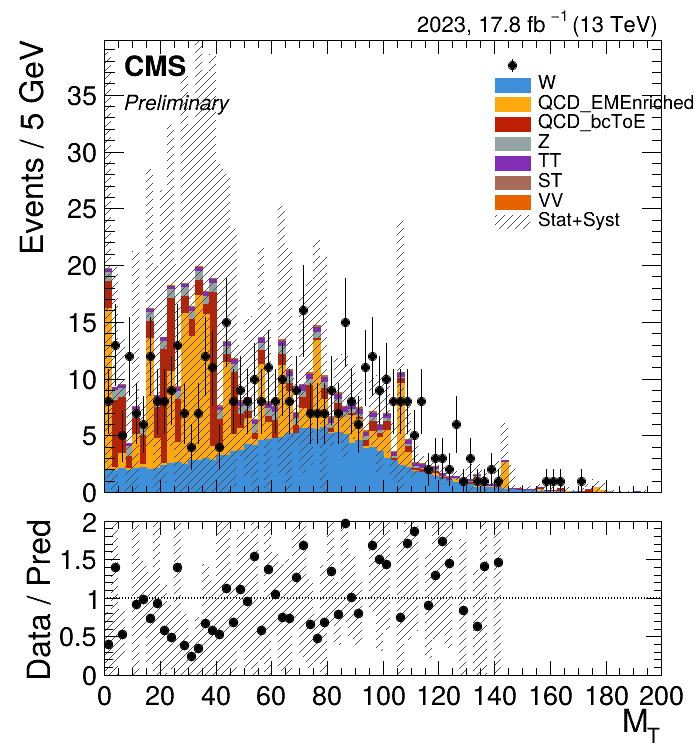 2023, 17.8 fb⁻¹ (13 TeV)
CMS
Preliminary
W
QCD_EMEnriched
QCD_bcToE
Z
TT
ST
VV
Stat+Syst
Events / 5 GeV
35
30
25
20
15
10
5
0
Data / Pred
2
1.5
1
0.5
0
0 20 40 60 80 100 120 140 160 180 200
M_T